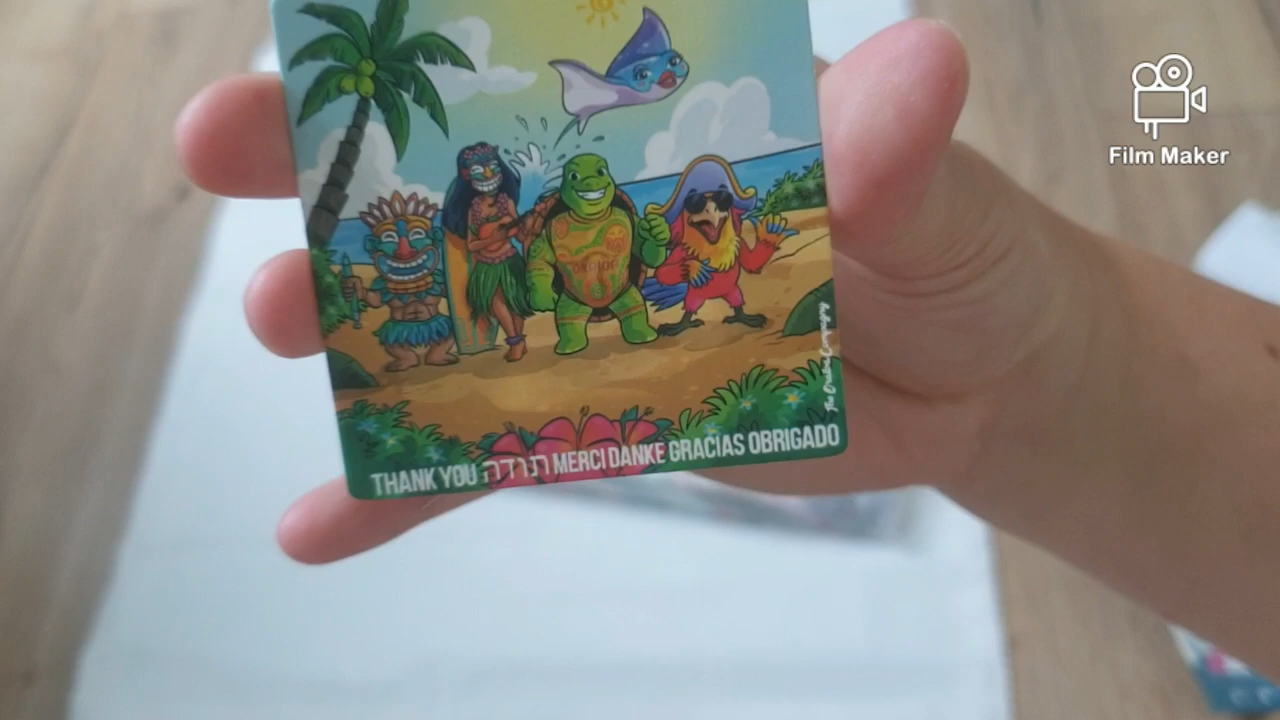 Film Maker
THANK YOU תודה MERCI DANKE GRACIAS OBRIGADO